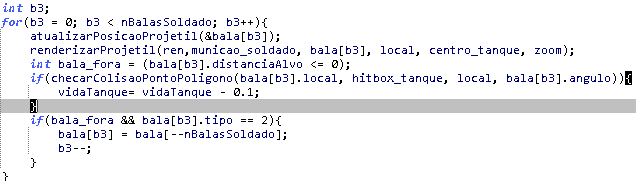 int b3;
for(b3 = 0; b3 < nBalasSoldado; b3++){
atualizarPosicaoProjetil(&bala[b3]);
renderizarProjetil(ren,municao_soldado, bala[b3], local, centro_tanque, zoom);
int bala_fora = (bala[b3].distanciaAlvo <= 0);
if(checarColisaoPontoPoligono(bala[b3].local, hitbox_tanque, local, bala[b3].angulo)){
vidaTanque= vidaTanque - 0.1;
}
if(bala_fora && bala[b3].tipo == 2){
bala[b3] = bala[--nBalasSoldado];
b3--;
}
}